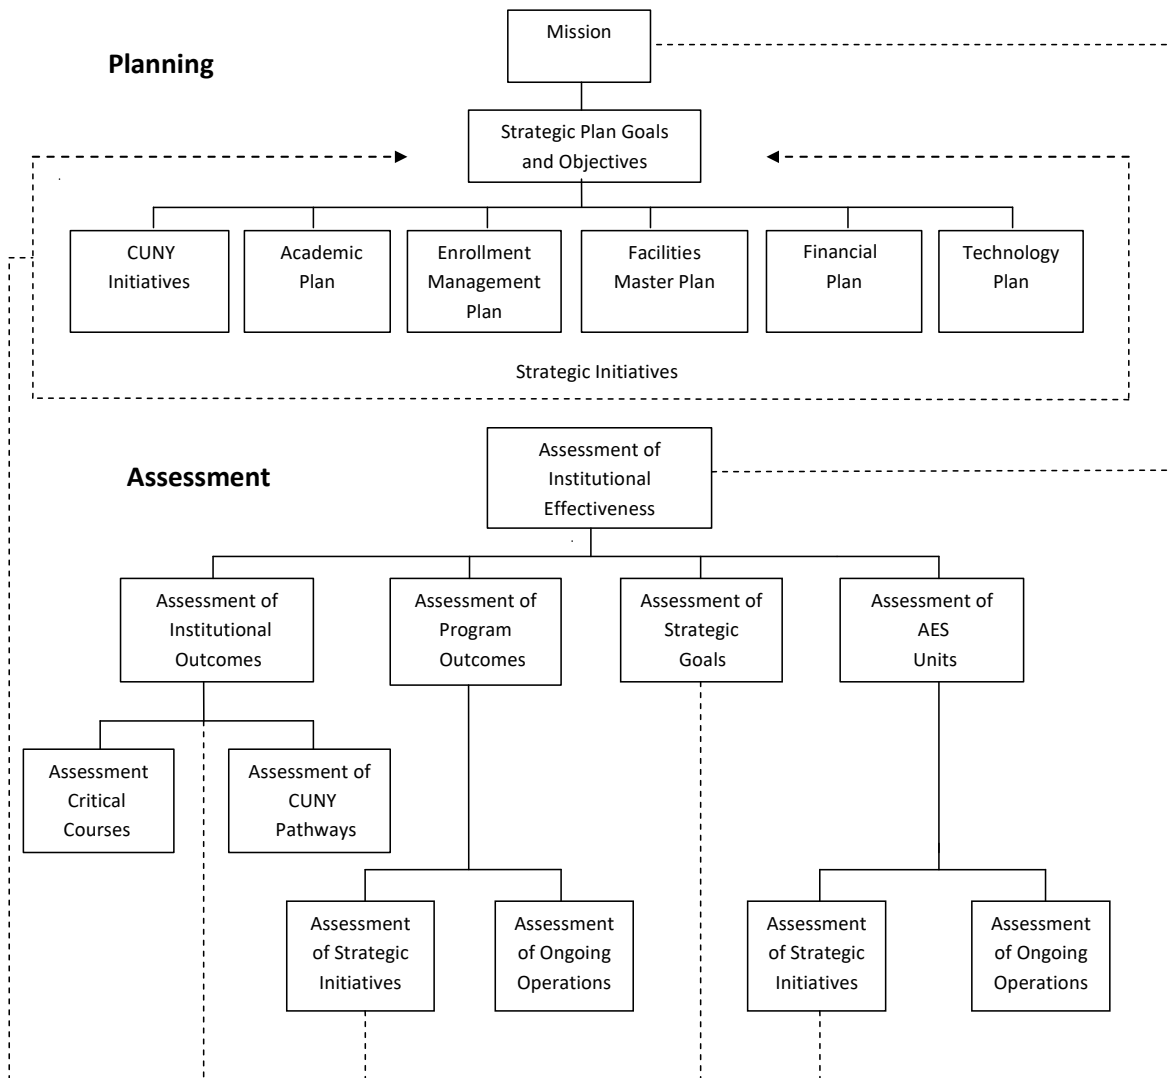 Mission
Planning
Strategic Plan Goals
and Objectives
CUNY
Initiatives
Academic
Plan
Enrollment
Management
Plan
Facilities
Master Plan
Financial
Plan
Technology
Plan
Strategic Initiatives
Assessment
Assessment of
Institutional
Effectiveness
Assessment of
Institutional
Outcomes
Assessment of
Program
Outcomes
Assessment of
Strategic
Goals
Assessment of
AES
Units
Assessment
Critical
Courses
Assessment of
CUNY
Pathways
Assessment
of Strategic
Initiatives
Assessment
of Ongoing
Operations
Assessment
of Strategic
Initiatives
Assessment
of Ongoing
Operations